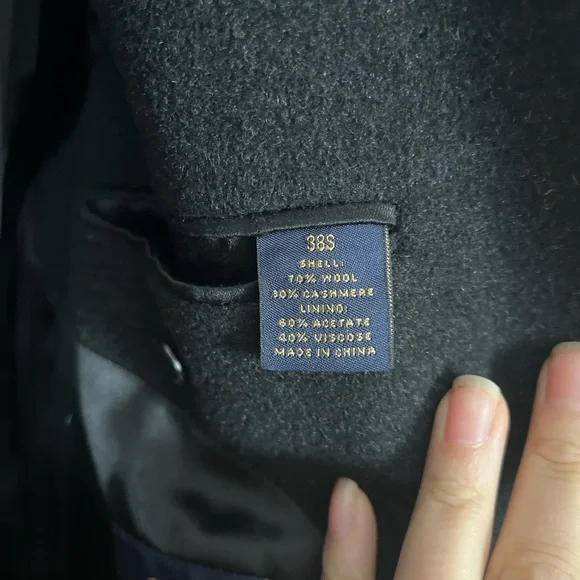 38S
SHELL:
70% WOOL
30% CASHMERE
LINING:
60% ACETATE
40% VISCOSE
MADE IN CHINA